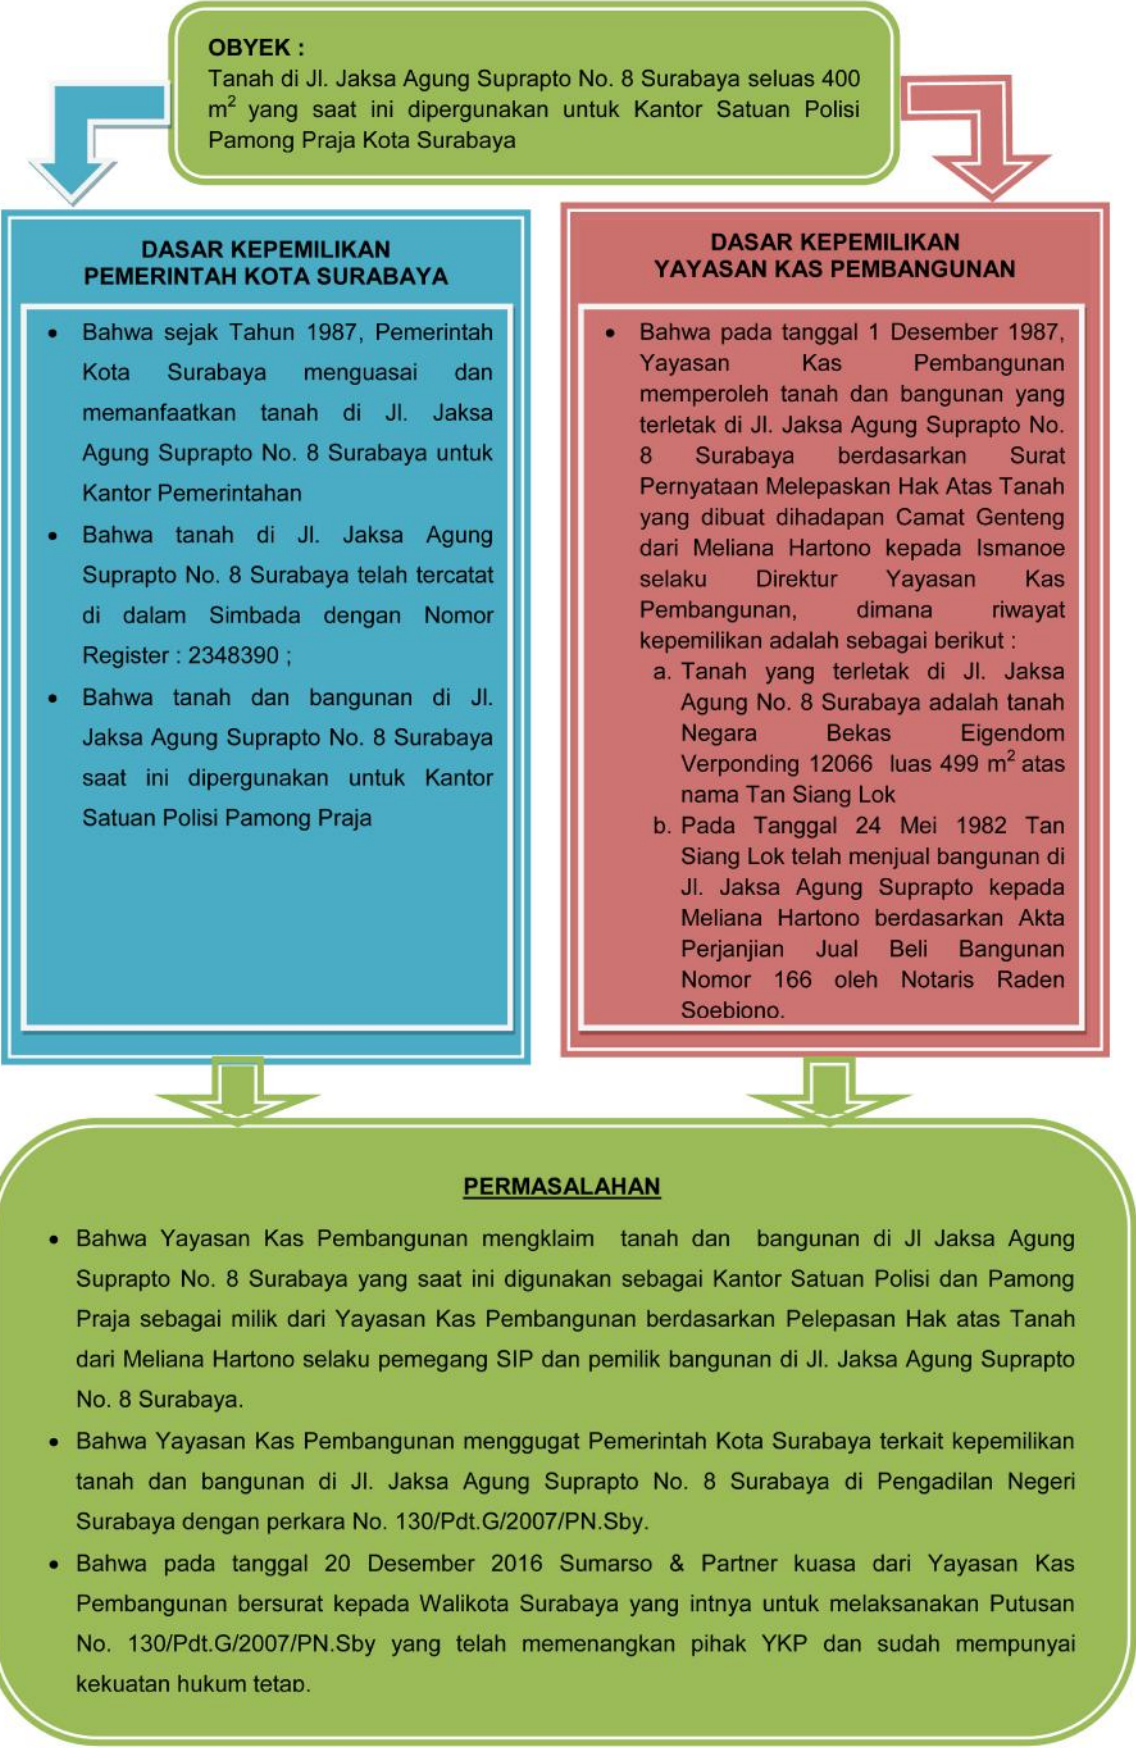 OBYEK :
Tanah di Jl. Jaksa Agung Suprapto No. 8 Surabaya seluas 400
m² yang saat ini dipergunakan untuk Kantor Satuan Polisi
Pamong Praja Kota Surabaya
DASAR KEPEMILIKAN
PEMERINTAH KOTA SURABAYA
• Bahwa sejak Tahun 1987, Pemerintah
Kota Surabaya menguasai dan
memanfaatkan tanah di Jl. Jaksa
Agung Suprapto No. 8 Surabaya untuk
Kantor Pemerintahan
• Bahwa tanah di Jl. Jaksa Agung
Suprapto No. 8 Surabaya telah tercatat
di dalam Simbada dengan Nomor
Register : 2348390 ;
• Bahwa tanah dan bangunan di Jl.
Jaksa Agung Suprapto No. 8 Surabaya
saat ini dipergunakan untuk Kantor
Satuan Polisi Pamong Praja
DASAR KEPEMILIKAN
YAYASAN KAS PEMBANGUNAN
• Bahwa pada tanggal 1 Desember 1987,
Yayasan Kas Pembangunan
memperoleh tanah dan bangunan yang
terletak di Jl. Jaksa Agung Suprapto No.
8 Surabaya berdasarkan Surat
Pernyataan Melepaskan Hak Atas Tanah
yang dibuat dihadapan Camat Genteng
dari Meliana Hartono kepada Ismanoe
selaku Direktur Yayasan Kas
Pembangunan, dimana riwayat
kepemilikan adalah sebagai berikut :
a. Tanah yang terletak di Jl. Jaksa
Agung No. 8 Surabaya adalah tanah
Negara Bekas Eigendom
Verponding 12066 luas 499 m² atas
nama Tan Siang Lok
b. Pada Tanggal 24 Mei 1982 Tan
Siang Lok telah menjual bangunan di
Jl. Jaksa Agung Suprapto kepada
Meliana Hartono berdasarkan Akta
Perjanjian Jual Beli Bangunan
Nomor 166 oleh Notaris Raden
Soebiono.
PERMASALAHAN
• Bahwa Yayasan Kas Pembangunan mengklaim tanah dan bangunan di Jl Jaksa Agung
Suprapto No. 8 Surabaya yang saat ini digunakan sebagai Kantor Satuan Polisi dan Pamong
Praja sebagai milik dari Yayasan Kas Pembangunan berdasarkan Pelepasan Hak atas Tanah
dari Meliana Hartono selaku pemegang SIP dan pemilik bangunan di Jl. Jaksa Agung Suprapto
No. 8 Surabaya.
• Bahwa Yayasan Kas Pembangunan menggugat Pemerintah Kota Surabaya terkait kepemilikan
tanah dan bangunan di Jl. Jaksa Agung Suprapto No. 8 Surabaya di Pengadilan Negeri
Surabaya dengan perkara No. 130/Pdt.G/2007/PN.Sby.
• Bahwa pada tanggal 20 Desember 2016 Sumarso & Partner kuasa dari Yayasan Kas
Pembangunan bersurat kepada Walikota Surabaya yang intnya untuk melaksanakan Putusan
No. 130/Pdt.G/2007/PN.Sby yang telah memenangkan pihak YKP dan sudah mempunyai
kekuatan hukum tetap.